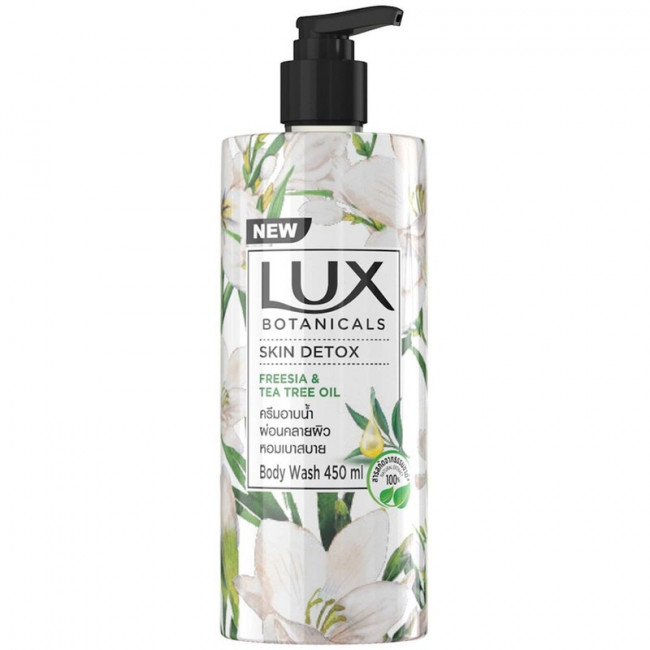 NEW
LUX
BOTANICALS
SKIN DETOX
FREESIA &
TEA TREE OIL
ครีมอาบน้ำ
ผ่อนคลายผิว
หอมเบาสบาย
Body Wash 450 ml
100%